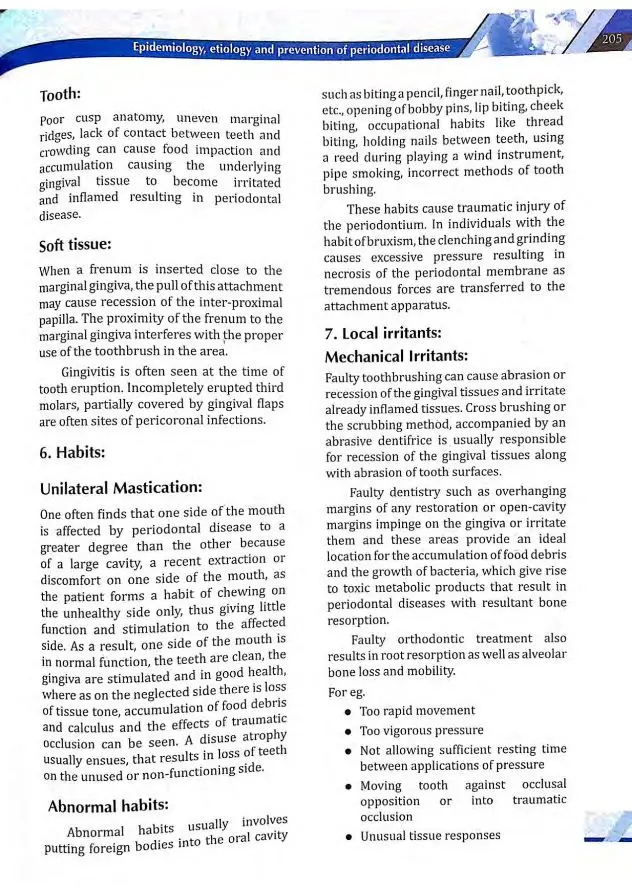 Epidemiology, etiology and prevention of periodontal disease
205
Tooth:
Poor cusp anatomy, uneven marginal
ridges, lack of contact between teeth and
crowding can cause food impaction and
accumulation causing the underlying
gingival tissue to become irritated
and inflamed resulting in periodontal
disease.
Soft tissue:
When a frenum is inserted close to the
marginal gingiva, the pull of this attachment
may cause recession of the inter-proximal
papilla. The proximity of the frenum to the
marginal gingiva interferes with the proper
use of the toothbrush in the area.
Gingivitis is often seen at the time of
tooth eruption. Incompletely erupted third
molars, partially covered by gingival flaps
are often sites of pericoronal infections.
6. Habits:
Unilateral Mastication:
One often finds that one side of the mouth
is affected by periodontal disease to a
greater degree than the other because
of a large cavity, a recent extraction or
discomfort on one side of the mouth, as
the patient forms a habit of chewing on
the unhealthy side only, thus giving little
function and stimulation to the affected
side. As a result, one side of the mouth is
in normal function, the teeth are clean, the
gingiva are stimulated and in good health,
where as on the neglected side there is loss
of tissue tone, accumulation of food debris
and calculus and the effects of traumatic
occlusion can be seen. A disuse atrophy
usually ensues, that results in loss of teeth
on the unused or non-functioning side.
Abnormal habits:
Abnormal habits usually involves
putting foreign bodies into the oral cavity
such as biting a pencil, finger nail, toothpick,
etc., opening of bobby pins, lip biting, cheek
biting, occupational habits like thread
biting, holding nails between teeth, using
a reed during playing a wind instrument,
pipe smoking, incorrect methods of tooth
brushing.
These habits cause traumatic injury of
the periodontium. In individuals with the
habit of bruxism, the clenching and grinding
causes excessive pressure resulting in
necrosis of the periodontal membrane as
tremendous forces are transferred to the
attachment apparatus.
7. Local irritants:
Mechanical Irritants:
Faulty toothbrushing can cause abrasion or
recession of the gingival tissues and irritate
already inflamed tissues. Cross brushing or
the scrubbing method, accompanied by an
abrasive dentifrice is usually responsible
for recession of the gingival tissues along
with abrasion of tooth surfaces.
Faulty dentistry such as overhanging
margins of any restoration or open-cavity
margins impinge on the gingiva or irritate
them and these areas provide an ideal
location for the accumulation of food debris
and the growth of bacteria, which give rise
to toxic metabolic products that result in
periodontal diseases with resultant bone
resorption.
Faulty orthodontic treatment also
results in root resorption as well as alveolar
bone loss and mobility.
For eg.
• Too rapid movement
• Too vigorous pressure
• Not allowing sufficient resting time
between applications of pressure
• Moving tooth against occlusal
opposition or into traumatic
occlusion
• Unusual tissue responses